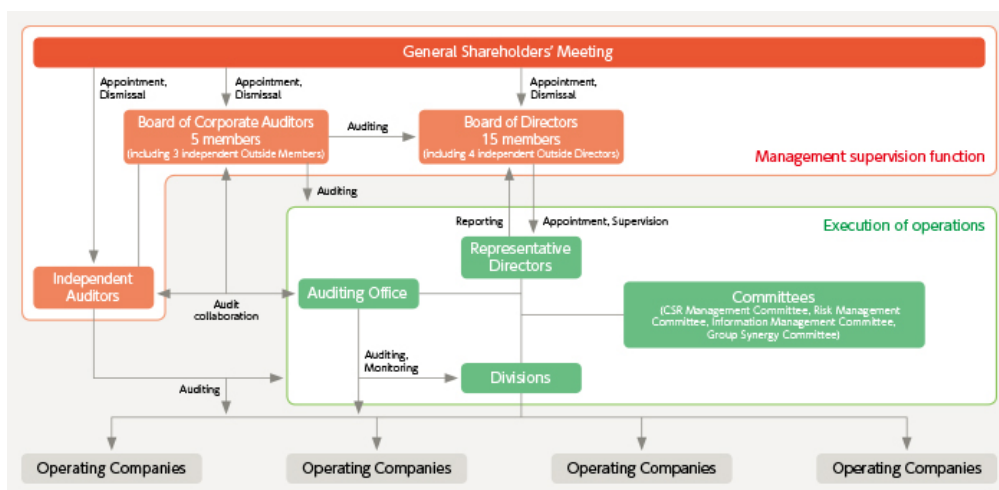 General Shareholders' Meeting
Appointment,
Dismissal
Appointment,
Dismissal
Appointment,
Dismissal
Board of Corporate Auditors
5 members
(including 3 independent Outside Members)
Auditing
Board of Directors
15 members
(including 4 independent Outside Directors)
Management supervision function
Auditing
Reporting
Appointment, Supervision
Execution of operations
Representative
Directors
Independent
Auditors
Audit
collaboration
Auditing Office
Committees
(CSR Management Committee, Risk Management
Committee, Information Management Committee,
Group Synergy Committee)
Auditing,
Monitoring
Divisions
Auditing
Operating Companies
Operating Companies
Operating Companies
Operating Companies